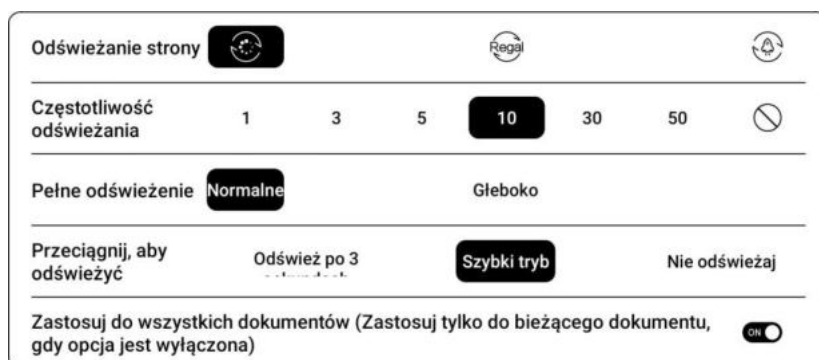 Odświeżanie strony
Regal
Częstotliwość
odświeżania
1 3 5 10 30 50
Pełne odświeżenie Normalne Głeboko
Przeciągnij, aby
odświeżyć
Odśwież po 3
Szybki tryb
Nie odświeżaj
Zastosuj do wszystkich dokumentów (Zastosuj tylko do bieżącego dokumentu,
gdy opcja jest wyłączona)
ON